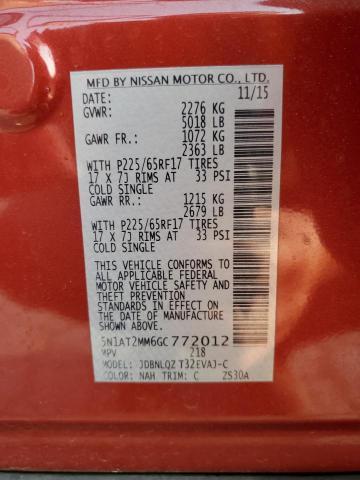 MFD BY NISSAN MOTOR CO., LTD.
DATE: 11/15
GVWR: 2276 KG
5018 LB
GAWR FR.: 1072 KG
2363 LB
WITH P225/65RF17 TIRES
17 X 7J RIMS AT 33 PSI
COLD SINGLE
GAWR RR.: 1215 KG
2679 LB
WITH P225/65RF17 TIRES
17 X 7J RIMS AT 33 PSI
COLD SINGLE
THIS VEHICLE CONFORMS TO
ALL APPLICABLE FEDERAL
MOTOR VEHICLE SAFETY
AND THEFT PREVENTION
STANDARDS IN EFFECT ON
THE DATE OF MANUFACTURE
SHOWN ABOVE.
5N1AT2MM6GC772012
MPV 218
MODEL: JDBNLQZ T32EVAJ-C
COLOR: NAH TRIM: C ZS30A